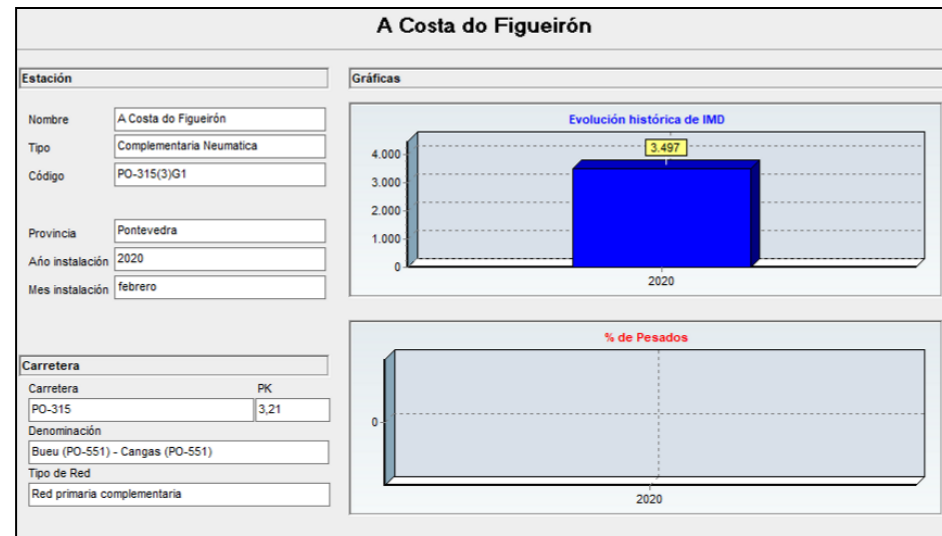 A Costa do Figueirón
Estación
Nombre
A Costa do Figueirón
Tipo
Complementaria Neumatica
Código
PO-315(3)G1
Provincia
Pontevedra
Año instalación
2020
Mes instalación
febrero
Carretera
Carretera
PK
PO-315
3,21
Denominación
Bueu (PO-551) - Cangas (PO-551)
Tipo de Red
Red primaria complementaria
Gráficas
Evolución histórica de IMD
3.497
4.000
3.000
2.000
1.000
0
2020
% de Pesados
0
2020